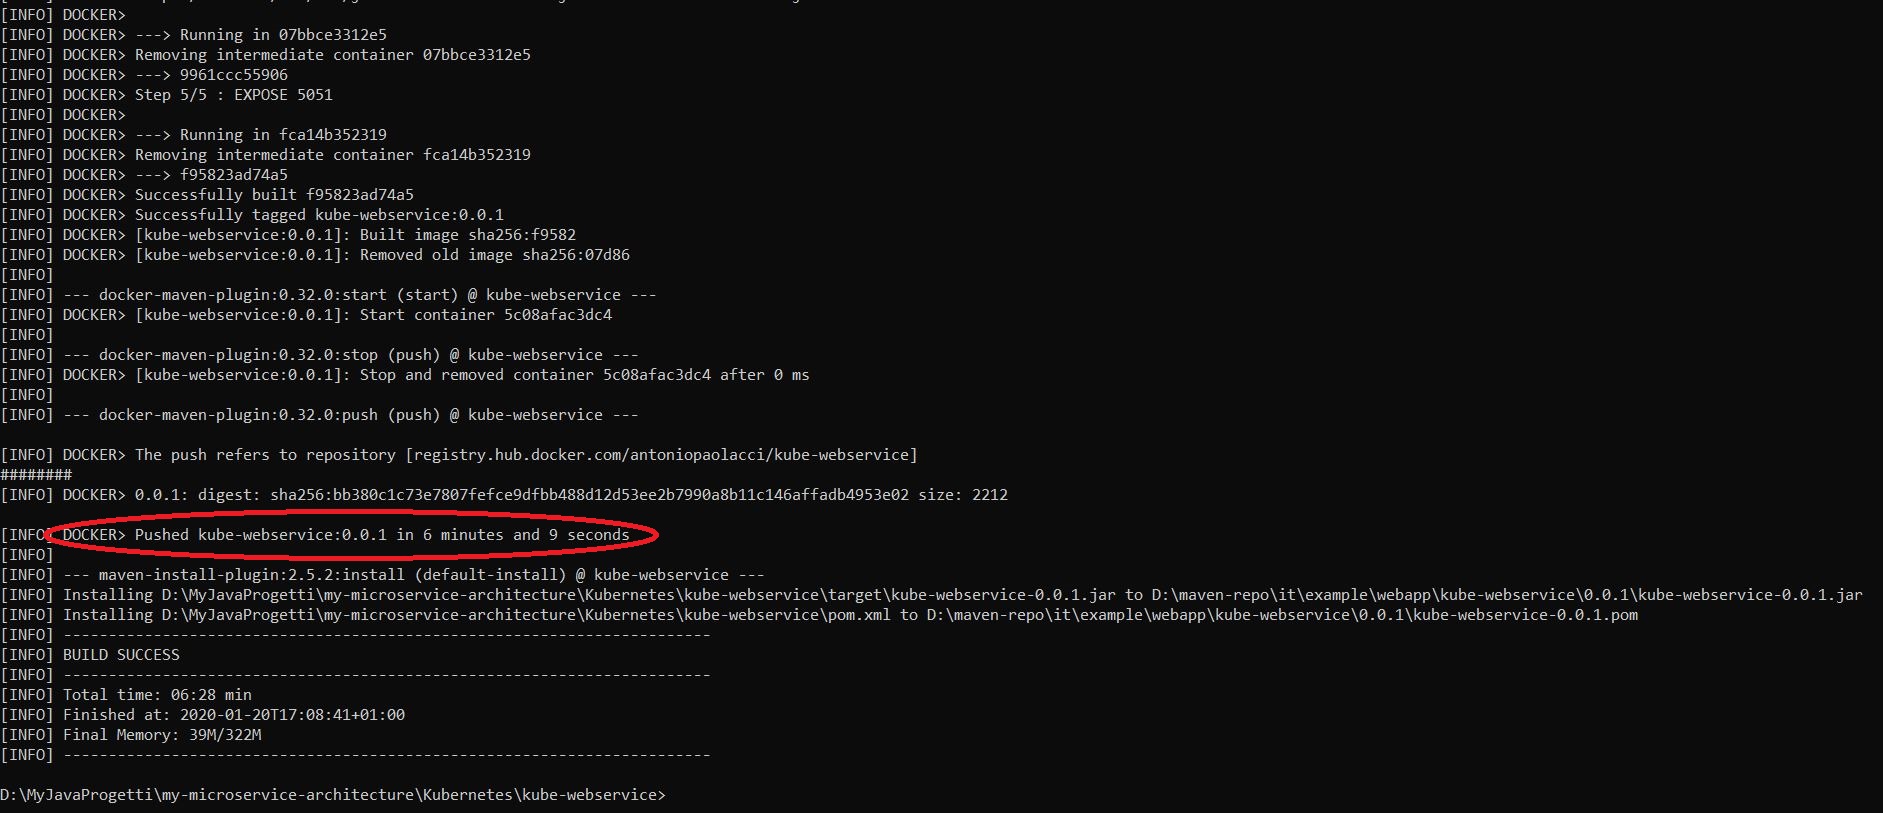 [INFO] DOCKER>
[INFO] DOCKER> ---> Running in 07bbce3312e5
[INFO] DOCKER> Removing intermediate container 07bbce3312e5
[INFO] DOCKER> ---> 9961ccc55906
[INFO] DOCKER> Step 5/5 : EXPOSE 5051
[INFO] DOCKER>
[INFO] DOCKER> ---> Running in fca14b352319
[INFO] DOCKER> Removing intermediate container fca14b352319
[INFO] DOCKER> ---> f95823ad74a5
[INFO] DOCKER> Successfully built f95823ad74a5
[INFO] DOCKER> Successfully tagged kube-webservice:0.0.1
[INFO] DOCKER> [kube-webservice:0.0.1]: Built image sha256:f9582
[INFO] DOCKER> [kube-webservice:0.0.1]: Removed old image sha256:07d86
[INFO]
[INFO] --- docker-maven-plugin:0.32.0:start (start) @ kube-webservice ---
[INFO] DOCKER> [kube-webservice:0.0.1]: Start container 5c08afac3dc4
[INFO]
[INFO] --- docker-maven-plugin:0.32.0:stop (push) @ kube-webservice ---
[INFO] DOCKER> [kube-webservice:0.0.1]: Stop and removed container 5c08afac3dc4 after 0 ms
[INFO]
[INFO] --- docker-maven-plugin:0.32.0:push (push) @ kube-webservice ---
[INFO] DOCKER> The push refers to repository [registry.hub.docker.com/antoniopaolacci/kube-webservice]
########
[INFO] DOCKER> 0.0.1: digest: sha256:bb380c1c73e7807fefce9dfbb488d12d53ee2b7990a8b11c146affadb4953e02 size: 2212
[INFO] DOCKER> Pushed kube-webservice:0.0.1 in 6 minutes and 9 seconds
[INFO]
[INFO] --- maven-install-plugin:2.5.2:install (default-install) @ kube-webservice ---
[INFO] Installing D:\MyJavaProgetti\my-microservice-architecture\Kubernetes\kube-webservice\target\kube-webservice-0.0.1.jar to D:\maven-repo\it\example\webapp\kube-webservice\0.0.1\kube-webservice-0.0.1.jar
[INFO] Installing D:\MyJavaProgetti\my-microservice-architecture\Kubernetes\kube-webservice\pom.xml to D:\maven-repo\it\example\webapp\kube-webservice\0.0.1\kube-webservice-0.0.1.pom
[INFO] ------------------------------------------------------------------------
[INFO] BUILD SUCCESS
[INFO] ------------------------------------------------------------------------
[INFO] Total time: 06:28 min
[INFO] Finished at: 2020-01-20T17:08:41+01:00
[INFO] Final Memory: 39M/322M
[INFO] ------------------------------------------------------------------------
D:\MyJavaProgetti\my-microservice-architecture\Kubernetes\kube-webservice>